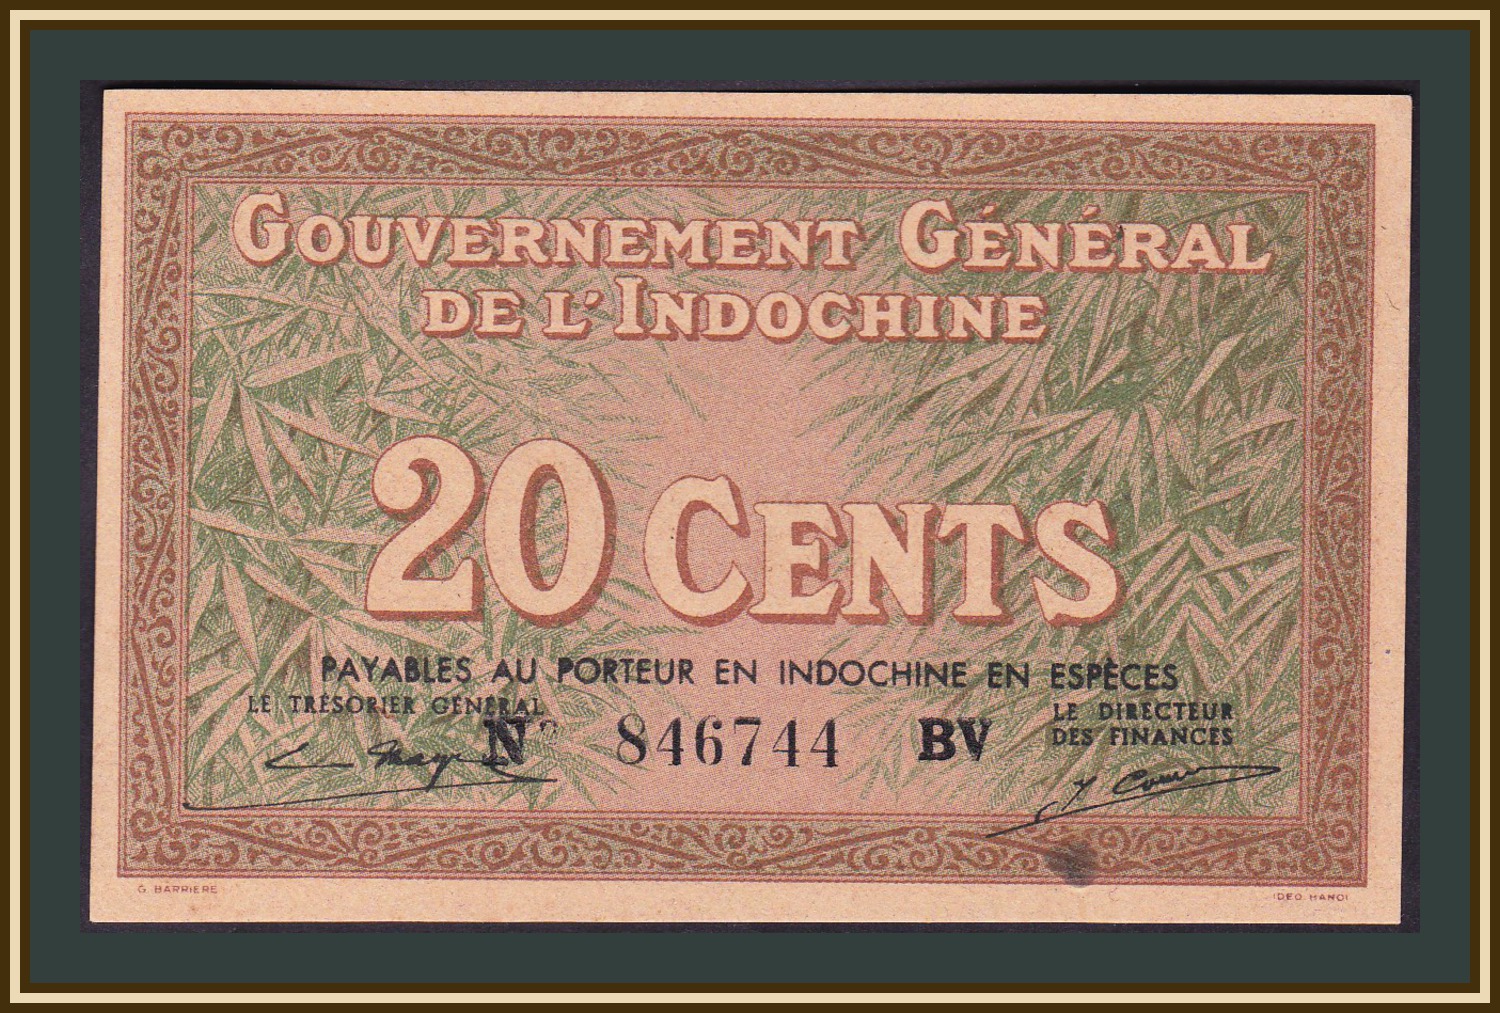 GOUVERNEMENT GÉNÉRAL
DE L'INDOCHINE
20 CENTS
PAYABLES AU PORTEUR EN INDOCHINE EN ESPÈCES
LE TRÉSORIER GÉNÉRAL
LE DIRECTEUR
DES FINANCES
N° 846744 BV
G. BARRIERE
IDEO. HANOI